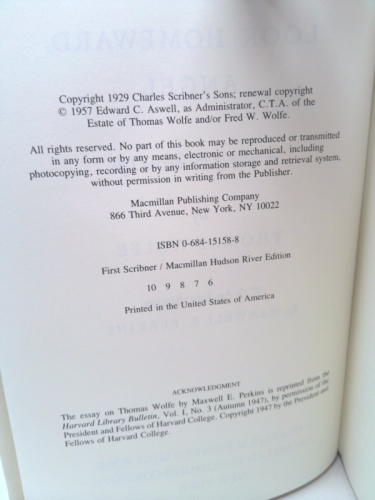 LOOK HOMEWARD,
Copyright 1929 Charles Scribner's Sons; renewal copyright
© 1957 Edward C. Aswell, as Administrator, C.T.A. of the
Estate of Thomas Wolfe and/or Fred W. Wolfe.
All rights reserved. No part of this book may be reproduced or transmitted
in any form or by any means, electronic or mechanical, including
photocopying, recording or by any information storage and retrieval system,
without permission in writing from the Publisher.
Macmillan Publishing Company
866 Third Avenue, New York, NY 10022
ISBN 0-684-15158-8
First Scribner / Macmillan Hudson River Edition
10 9 8 7 6
Printed in the United States of America
ACKNOWLEDGMENT
The essay on Thomas Wolfe by Maxwell E. Perkins is reprinted from the
Harvard Library Bulletin, Vol. I, No. 3 (Autumn 1947), by permission of the
President and Fellows of Harvard College. Copyright 1947 by the President and
Fellows of Harvard College.